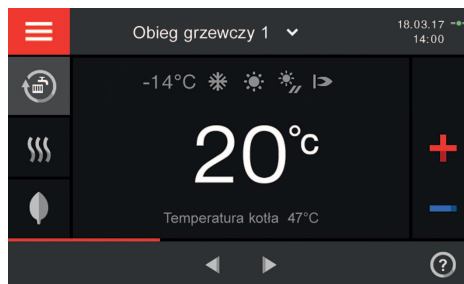 Obieg grzewczy 1
18.03.17
14:00
-14°C
20°C
Temperatura kotła 47°C
?